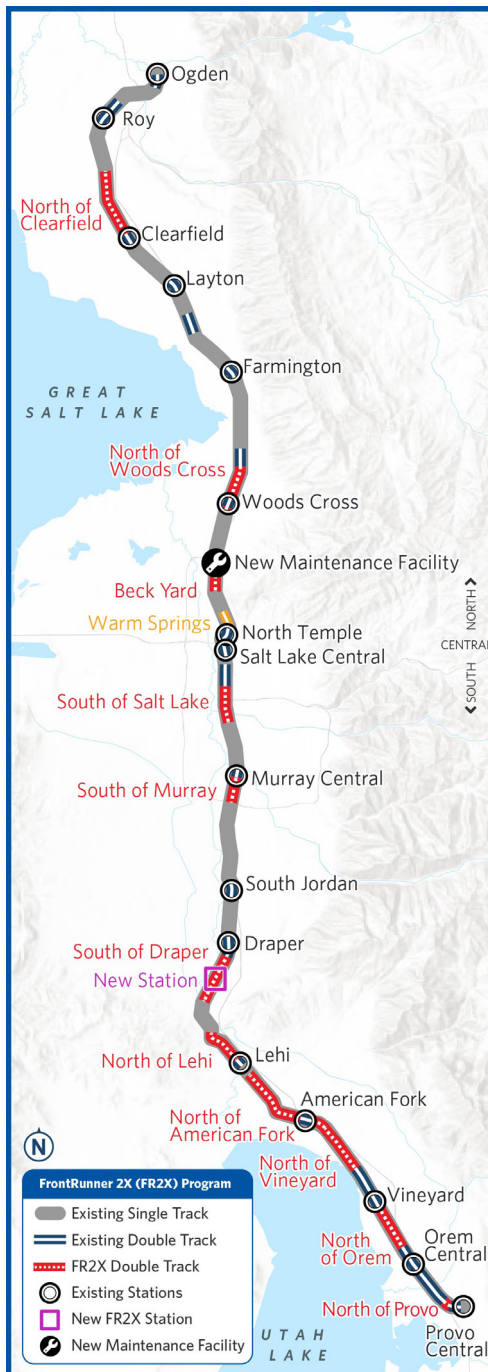 Ogden
Roy
North of
Clearfield
Clearfield
Layton
Farmington
GREAT
SALT LAKE
North of
Woods Cross
Woods Cross
New Maintenance Facility
Beck Yard
Warm Springs
North Temple
Salt Lake Central
NORTH
CENTRAL
SOUTH
South of Salt Lake
Murray Central
South of Murray
South Jordan
Draper
South of Draper
New Station
Lehi
North of Lehi
American Fork
North of
American Fork
North of
Vineyard
Vineyard
Orem
Central
North
of Orem
North of Provo
Provo
Central
UTAH
LAKE
N
FrontRunner 2X (FR2X) Program
Existing Single Track
Existing Double Track
FR2X Double Track
Existing Stations
New FR2X Station
New Maintenance Facility